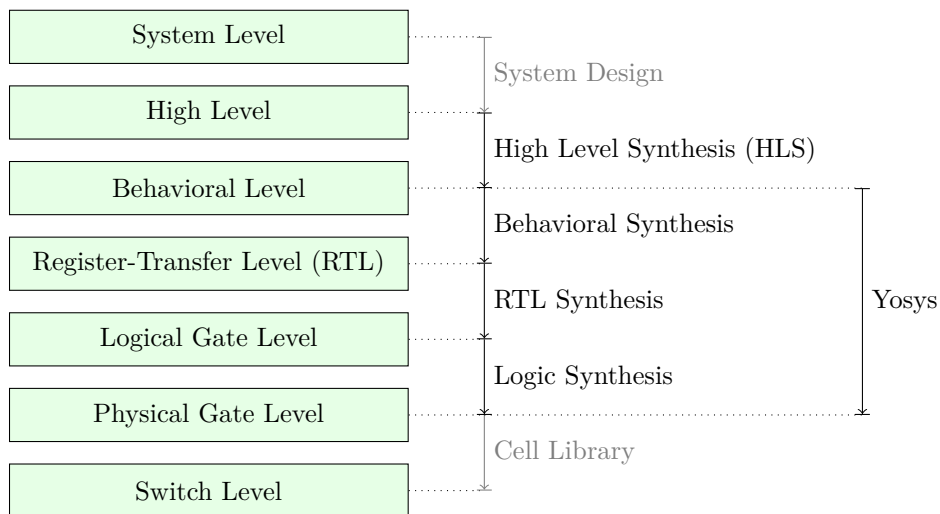 System Level
System Design
High Level
High Level Synthesis (HLS)
Behavioral Level
Behavioral Synthesis
Register-Transfer Level (RTL)
RTL Synthesis
Yosys
Logical Gate Level
Logic Synthesis
Physical Gate Level
Cell Library
Switch Level